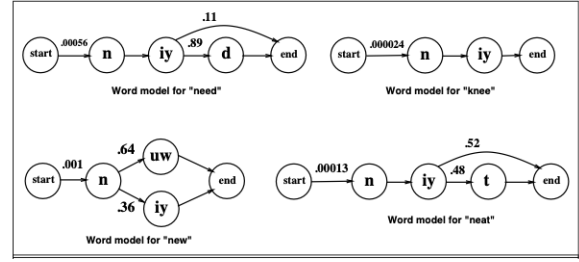 .11
.00056 .89
start n iy d end
Word model for "need"
.000024
start n iy end
Word model for "knee"
.64 uw
.001
start n end
.36 iy
Word model for "new"
.52
.00013 .48
start n iy t end
Word model for "neat"